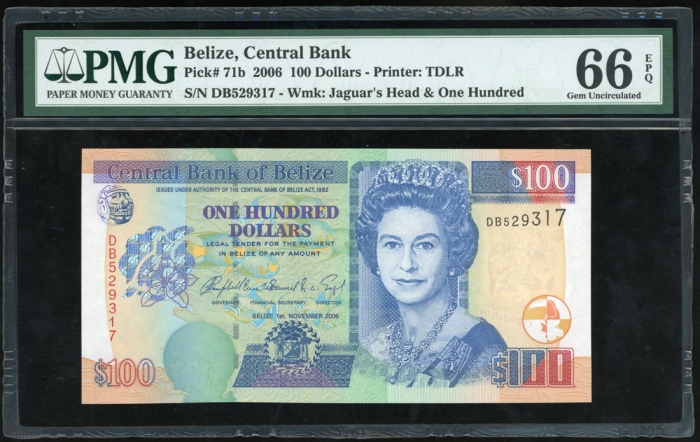 PMG
PAPER MONEY GUARANTY
Belize, Central Bank
Pick# 71b 2006 100 Dollars - Printer: TDLR
S/N DB529317 - Wmk: Jaguar's Head & One Hundred
66 EPQ
Gem Uncirculated
Central Bank of Belize
$100
ISSUED UNDER AUTHORITY OF THE CENTRAL BANK OF BELIZE ACT, 1982
ONE HUNDRED
DOLLARS
DB529317
LEGAL TENDER FOR THE PAYMENT
IN BELIZE OF ANY AMOUNT
DB529317
GOVERNOR FINANCIAL SECRETARY DIRECTOR
BELIZE 1st. NOVEMBER 2006
$100
$100